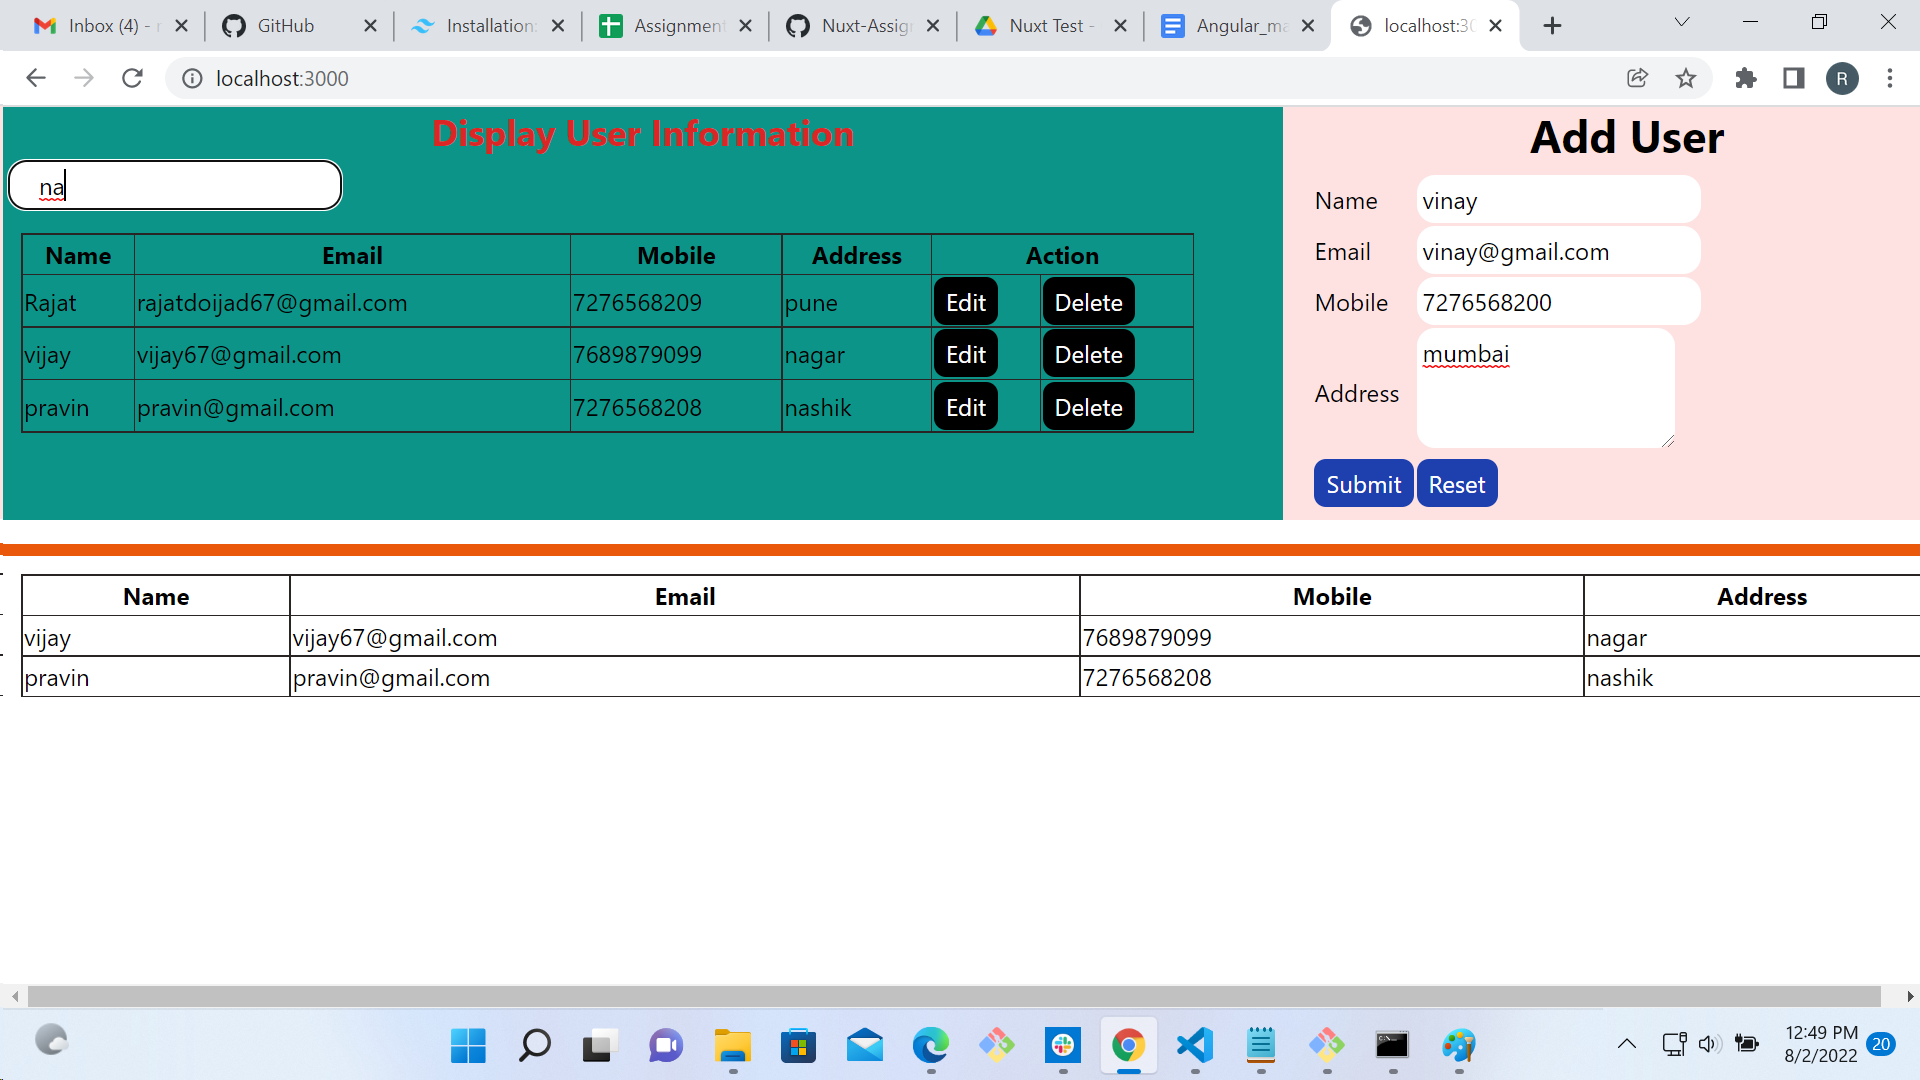 Inbox (4) - r
GitHub
Installation:
Assignment
Nuxt-Assig
Nuxt Test -
Angular_ma
localhost:30
localhost:3000
R
Display User Information
na
Name Email Mobile Address Action
Rajat rajatdoijad67@gmail.com 7276568209 pune Edit Delete
vijay vijay67@gmail.com 7689879099 nagar Edit Delete
pravin pravin@gmail.com 7276568208 nashik Edit Delete
Add User
Name vinay
Email vinay@gmail.com
Mobile 7276568200
Address mumbai
Submit Reset
Name Email Mobile Address
vijay vijay67@gmail.com 7689879099 nagar
pravin pravin@gmail.com 7276568208 nashik
12:49 PM
8/2/2022
20